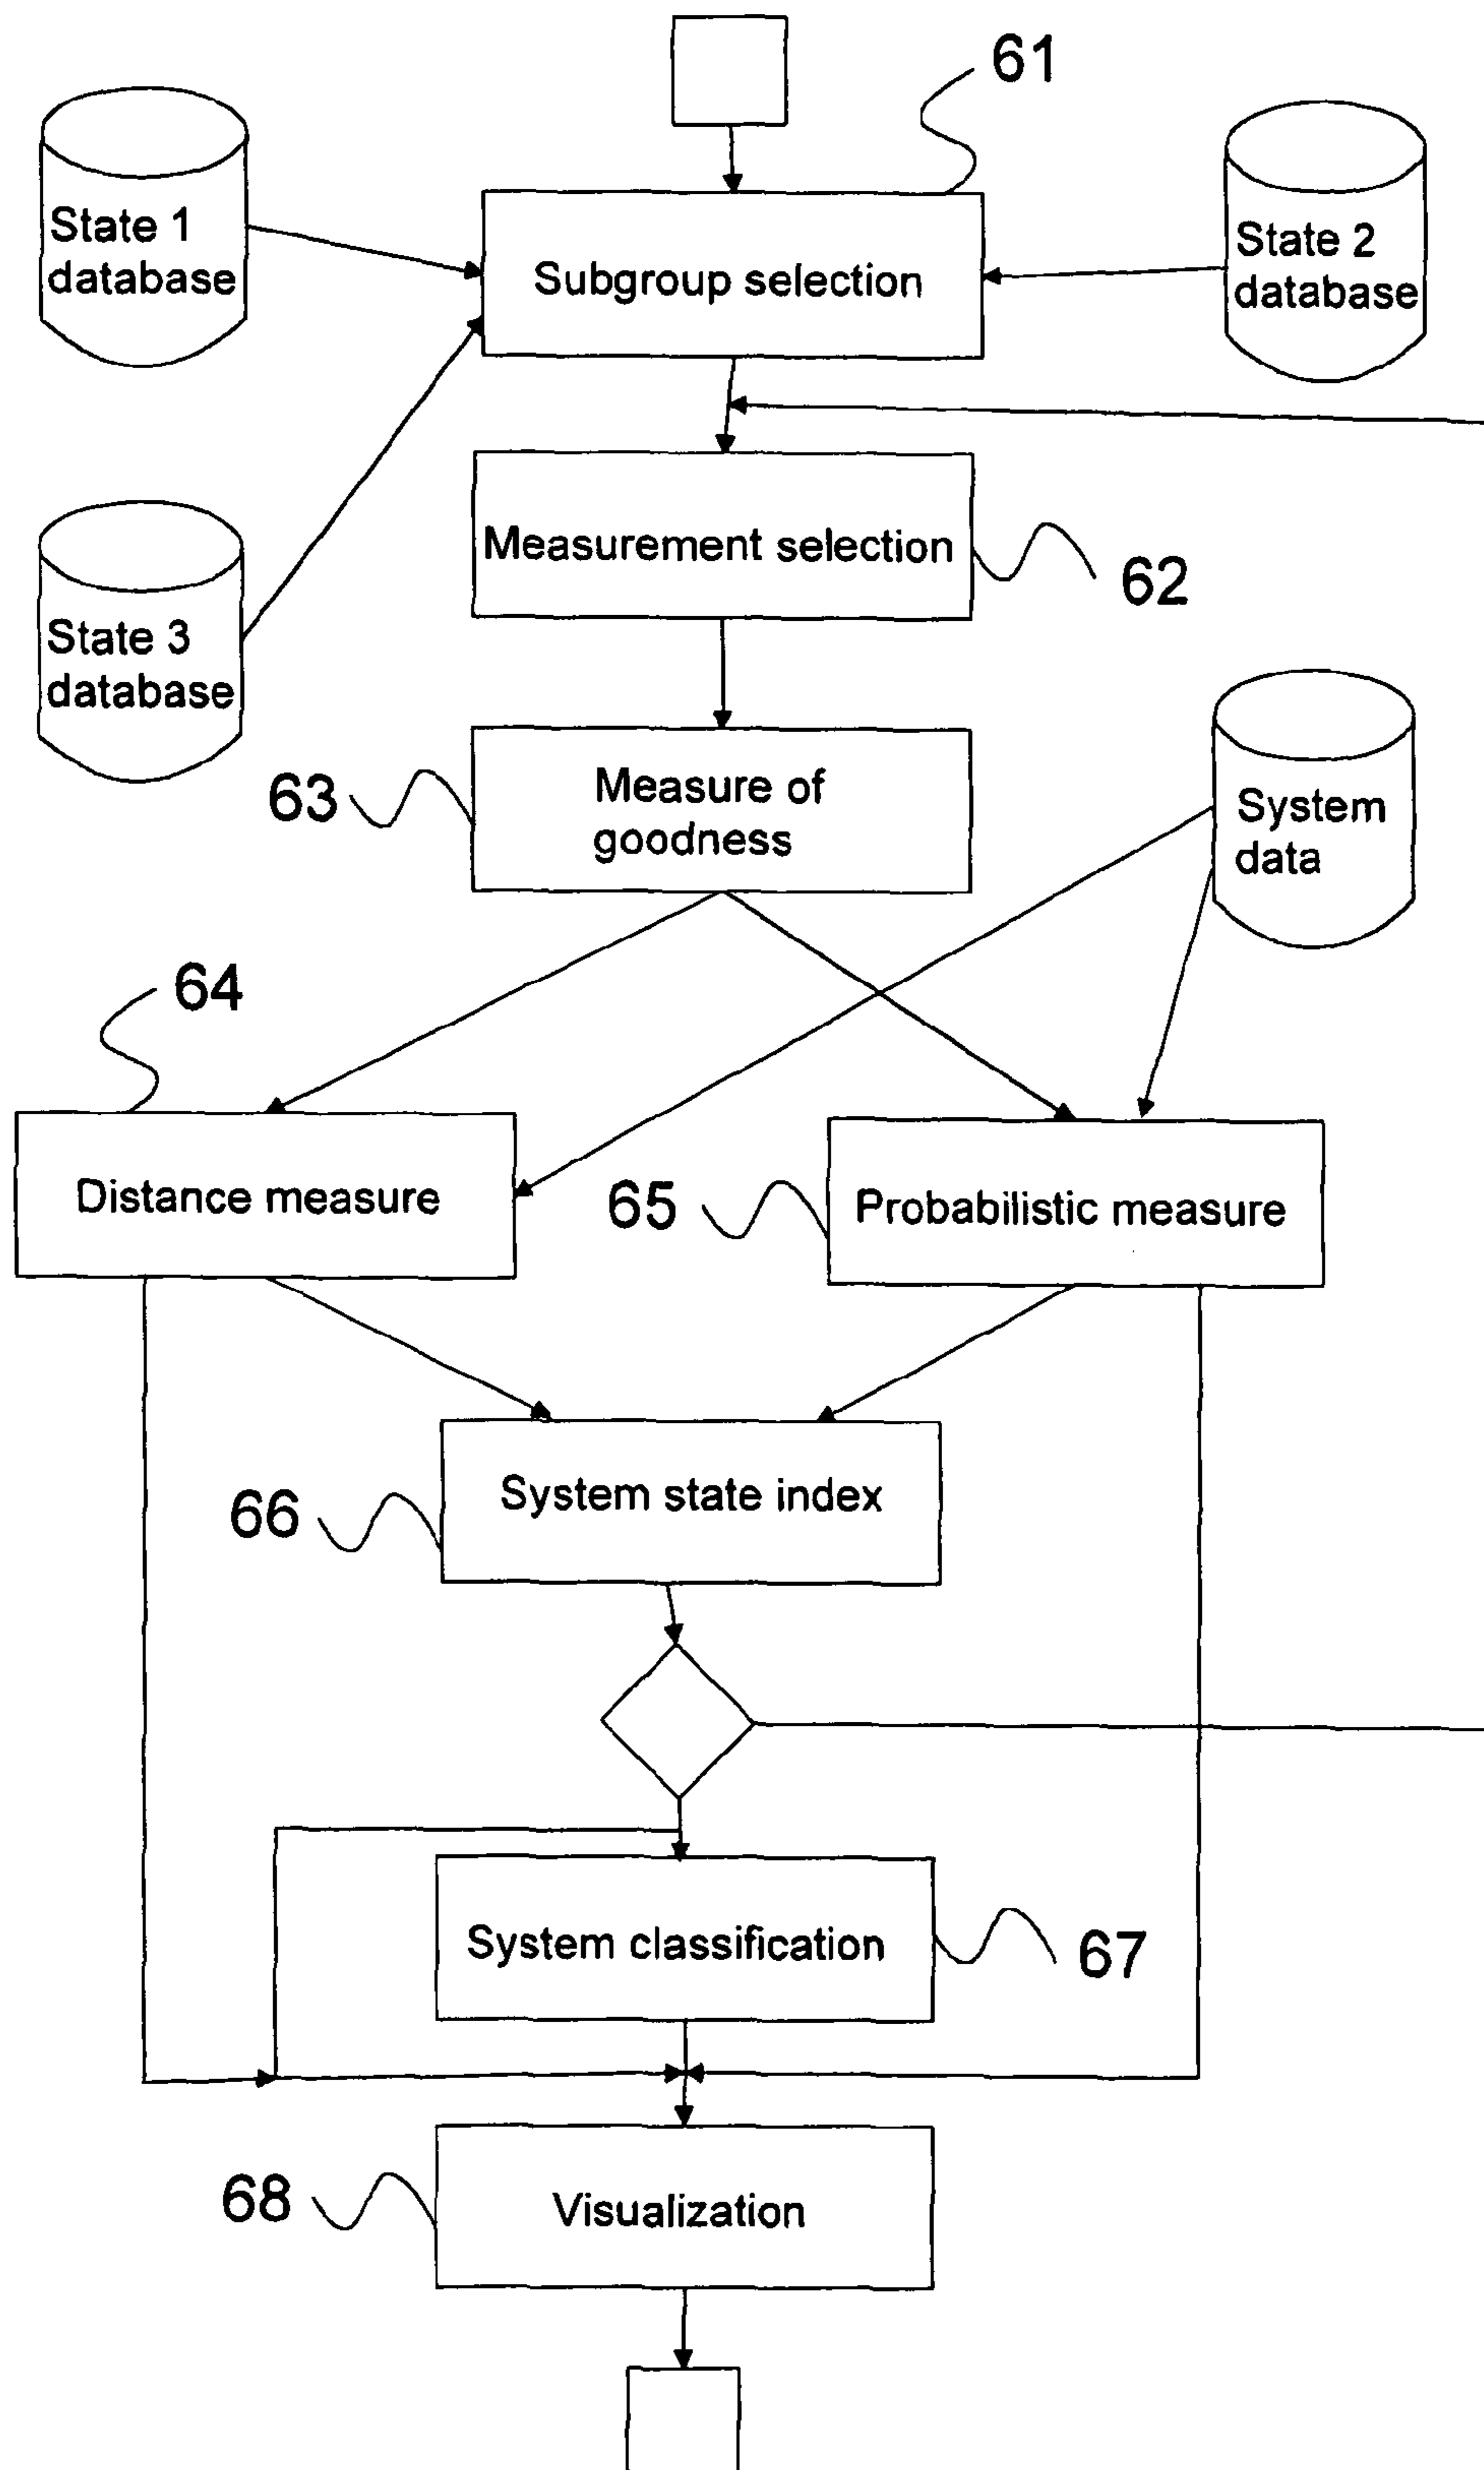 61
State 1
database
Subgroup selection
State 2
database
Measurement selection
62
State 3
database
63
Measure of
goodness
System
data
64
Distance measure
65
Probabilistic measure
66
System state index
System classification
67
68
Visualization